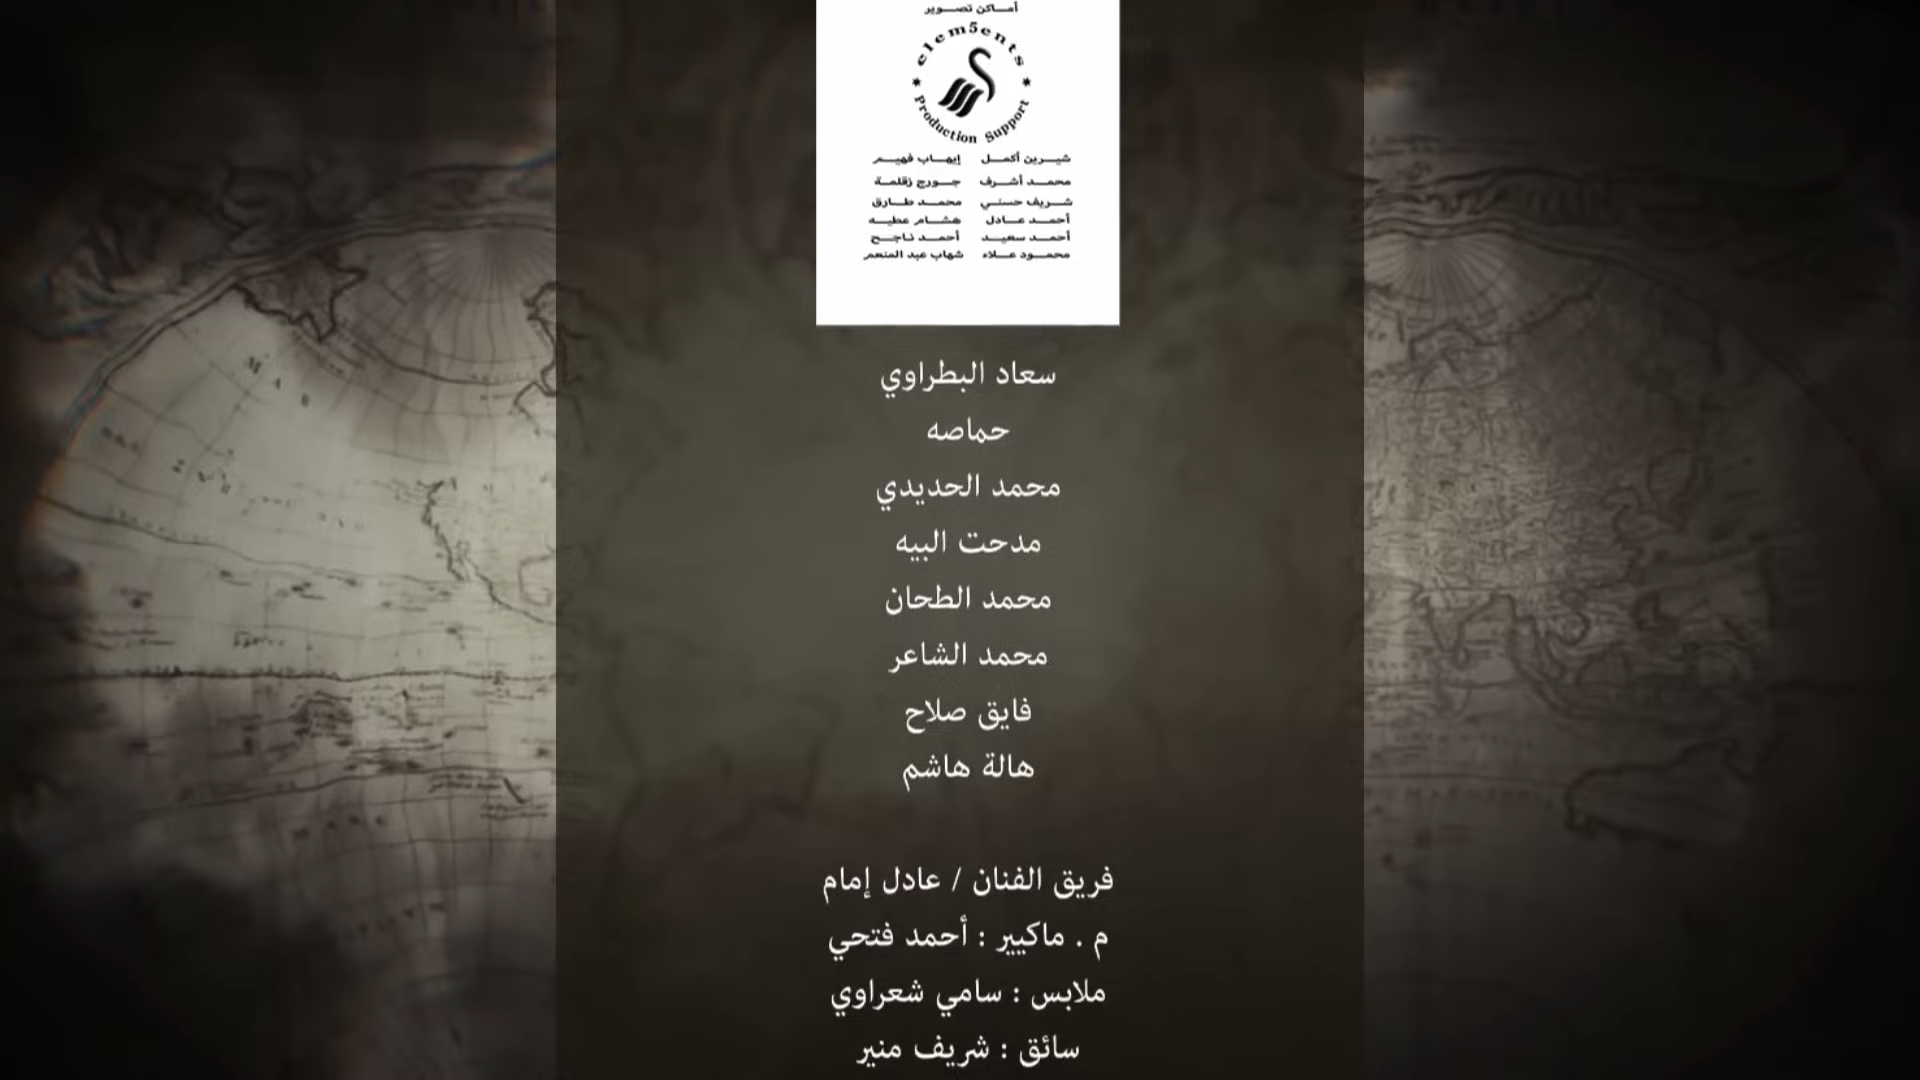 أماكن تصوير
elem5ents
Production Support
شيرين أكمل إيهاب فهيم
محمد أشرف جورج زقلمة
شريف حسني محمد طارق
أحمد عادل هشام عطيه
أحمد سعيد أحمد ناجح
محمود علاء شهاب عبد المنعم
سعاد البطراوي
حماصه
محمد الحديدي
مدحت البيه
محمد الطحان
محمد الشاعر
فايق صلاح
هالة هاشم
فريق الفنان / عادل إمام
م . ماكيير : أحمد فتحي
ملابس : سامي شعراوي
سائق : شريف منير